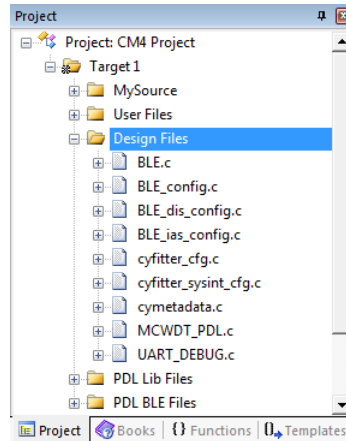 Project
Project: CM4 Project
Target 1
MySource
User Files
Design Files
BLE.c
BLE_config.c
BLE_dis_config.c
BLE_ias_config.c
cyfitter_cfg.c
cyfitter_sysint_cfg.c
cymetadata.c
MCWDT_PDL.c
UART_DEBUG.c
PDL Lib Files
PDL BLE Files
Project Books {} Functions 0 Templates